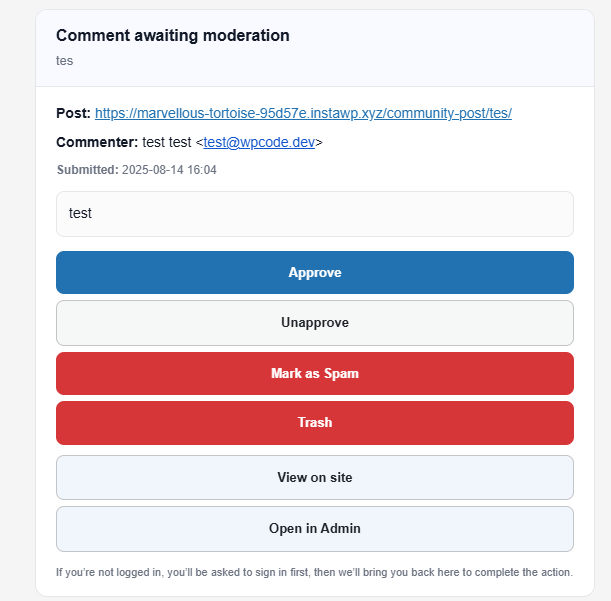 Comment awaiting moderation
tes
Post: https://marvellous-tortoise-95d57e.instawp.xyz/community-post/tes/
Commenter: test test <test@wpcode.dev>
Submitted: 2025-08-14 16:04
test
Approve
Unapprove
Mark as Spam
Trash
View on site
Open in Admin
If you’re not logged in, you’ll be asked to sign in first, then we’ll bring you back here to complete the action.